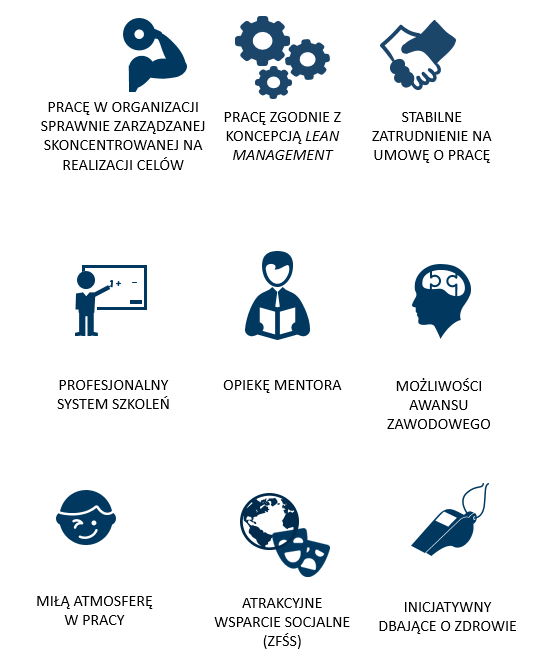 PRACĘ W ORGANIZACJI
SPRAWNIE ZARZĄDZANEJ
SKONCENTROWANEJ NA
REALIZACJI CELÓW
PRACĘ ZGODNIE Z
KONCEPCJĄ LEAN
MANAGEMENT
STABILNE
ZATRUDNIENIE NA
UMOWĘ O PRACĘ
1+ −
PROFESJONALNY
SYSTEM SZKOLEŃ
OPIEKĘ MENTORA
MOŻLIWOŚCI
AWANSU
ZAWODOWEGO
MIŁĄ ATMOSFERĘ
W PRACY
ATRAKCYJNE
WSPARCIE SOCJALNE
(ZFŚS)
INICJATYWNY
DBAJĄCE O ZDROWIE